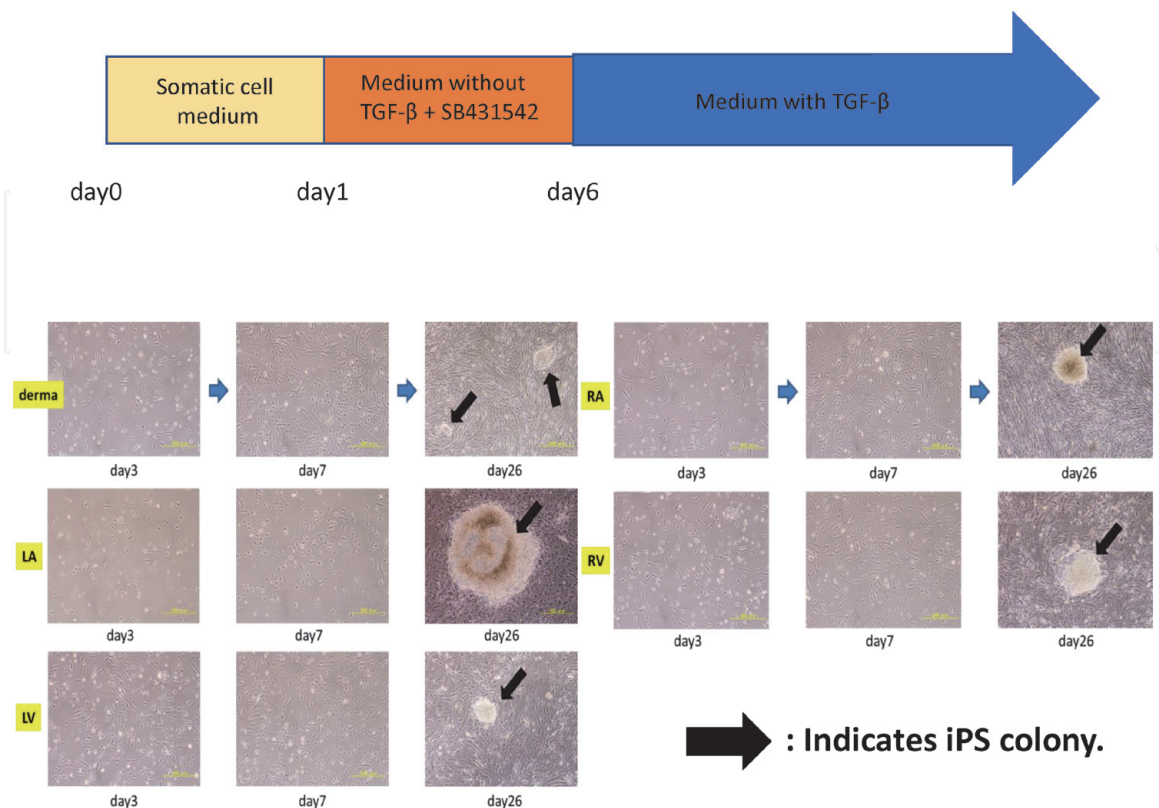 Somatic cell
medium
Medium without
TGF-β + SB431542
Medium with TGF-β
day0
day1
day6
derma
day3
day7
day26
RA
day3
day7
day26
LA
day3
day7
day26
RV
day3
day7
day26
LV
day3
day7
day26
: Indicates iPS colony.